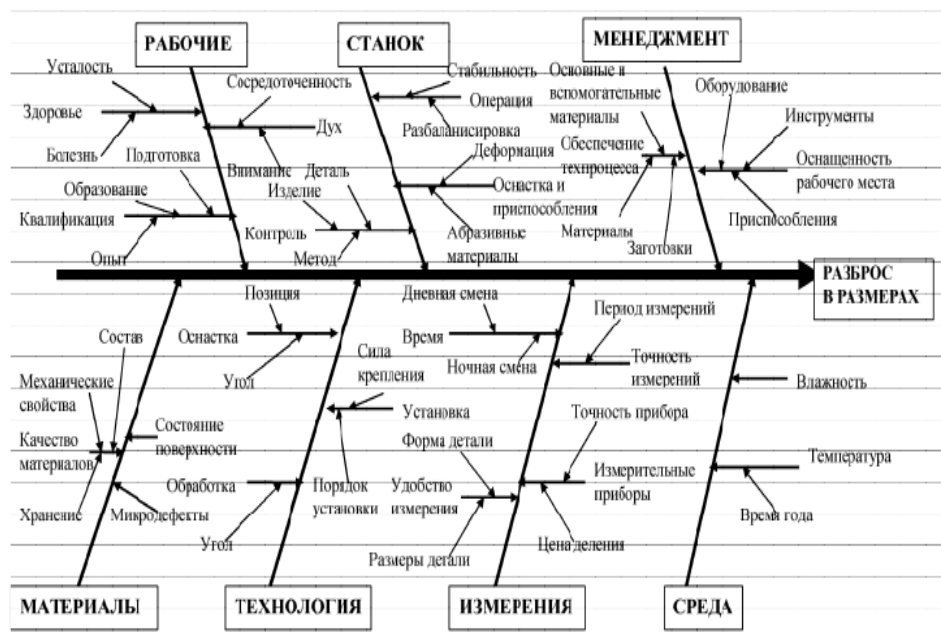 РАБОЧИЕ
СТАНОК
МЕНЕДЖМЕНТ
Усталость
Здоровье
Болезнь
Сосредоточенность
Дух
Внимание
Подготовка
Образование
Квалификация
Опыт
Стабильность
Операция
Разбаланисировка
Деформация
Оснастка и
приспособления
Абразивные
материалы
Деталь
Изделие
Контроль
Метод
Основные и
вспомогательные
материалы
Обеспечение
техпроцесса
Материалы
Заготовки
Оборудование
Инструменты
Оснащенность
рабочего места
Приспособления
РАЗБРОС
В РАЗМЕРАХ
Состав
Механические
свойства
Качество
материалов
Хранение
Состояние
поверхности
Микродефекты
Позиция
Оснастка
Угол
Сила
крепления
Установка
Порядок
установки
Обработка
Угол
Дневная смена
Время
Ночная смена
Период измерений
Точность
измерений
Форма детали
Удобство
измерения
Размеры детали
Точность прибора
Измерительные
приборы
Цена деления
Влажность
Температура
Время года
МАТЕРИАЛЫ
ТЕХНОЛОГИЯ
ИЗМЕРЕНИЯ
СРЕДА